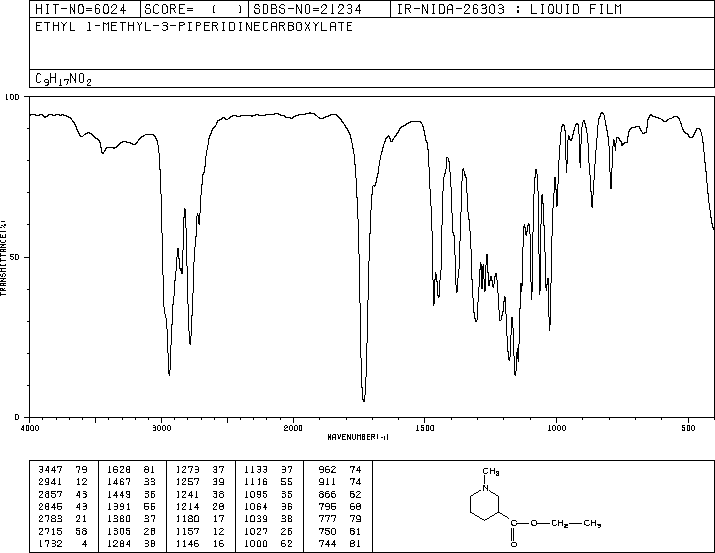 HIT-NO=6024 SCORE= ( ) SDBS-NO=21234 IR-NIDA-26303 : LIQUID FILM
ETHYL 1-METHYL-3-PIPERIDINECARBOXYLATE
C9H17NO2
100
50
0
TRANSMITTANCE(%)
4000 3000 2000 1500 1000 500
WAVENUMBER(-1)
3447 79 1628 81 1273 37 1133 37 962 74
2941 12 1467 33 1257 39 1116 55 911 74
2857 43 1449 36 1241 38 1095 35 866 62
2845 43 1391 55 1214 28 1064 36 795 68
2783 21 1380 37 1180 17 1039 38 777 79
2715 58 1305 28 1157 12 1027 26 750 81
1732 4 1284 38 1146 16 1000 62 744 81
CH3
N
C O CH2 CH3
O